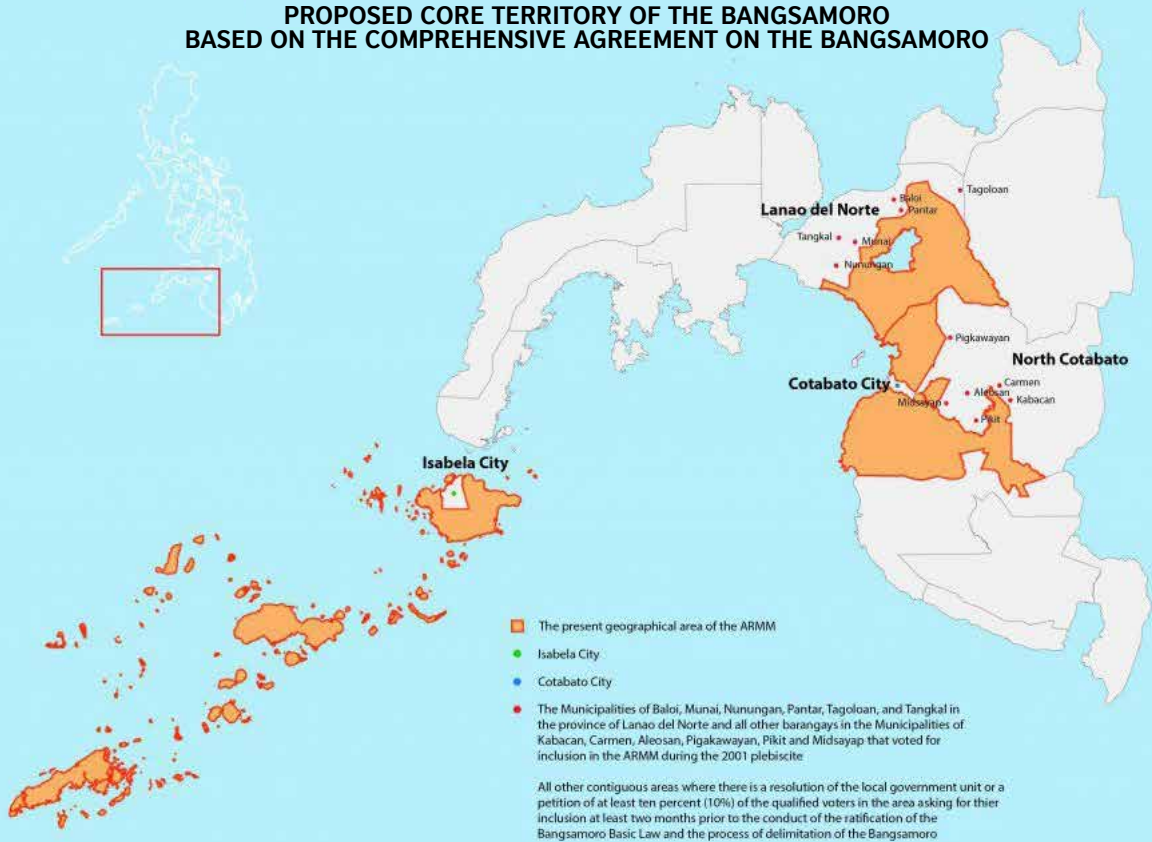 PROPOSED CORE TERRITORY OF THE BANGSAMORO
BASED ON THE COMPREHENSIVE AGREEMENT ON THE BANGSAMORO
Tagoloan
Baloi
Lanao del Norte
Pantar
Tangkal
Munai
Nunungan
Pigkawayan
North Cotabato
Cotabato City
Carmen
Aleosan
Kabacan
Midsayap
Pikit
Isabela City
The present geographical area of the ARMM
Isabela City
Cotabato City
The Municipalities of Baloi, Munai, Nunungan, Pantar, Tagoloan, and Tangkal in
the province of Lanao del Norte and all other barangays in the Municipalities of
Kabacan, Carmen, Aleosan, Pigakawayan, Pikit and Midsayap that voted for
inclusion in the ARMM during the 2001 plebiscite
All other contiguous areas where there is a resolution of the local government unit or a
petition of at least ten percent (10%) of the qualified voters in the area asking for thier
inclusion at least two months prior to the conduct of the ratification of the
Bangsamoro Basic Law and the process of delimitation of the Bangsamoro